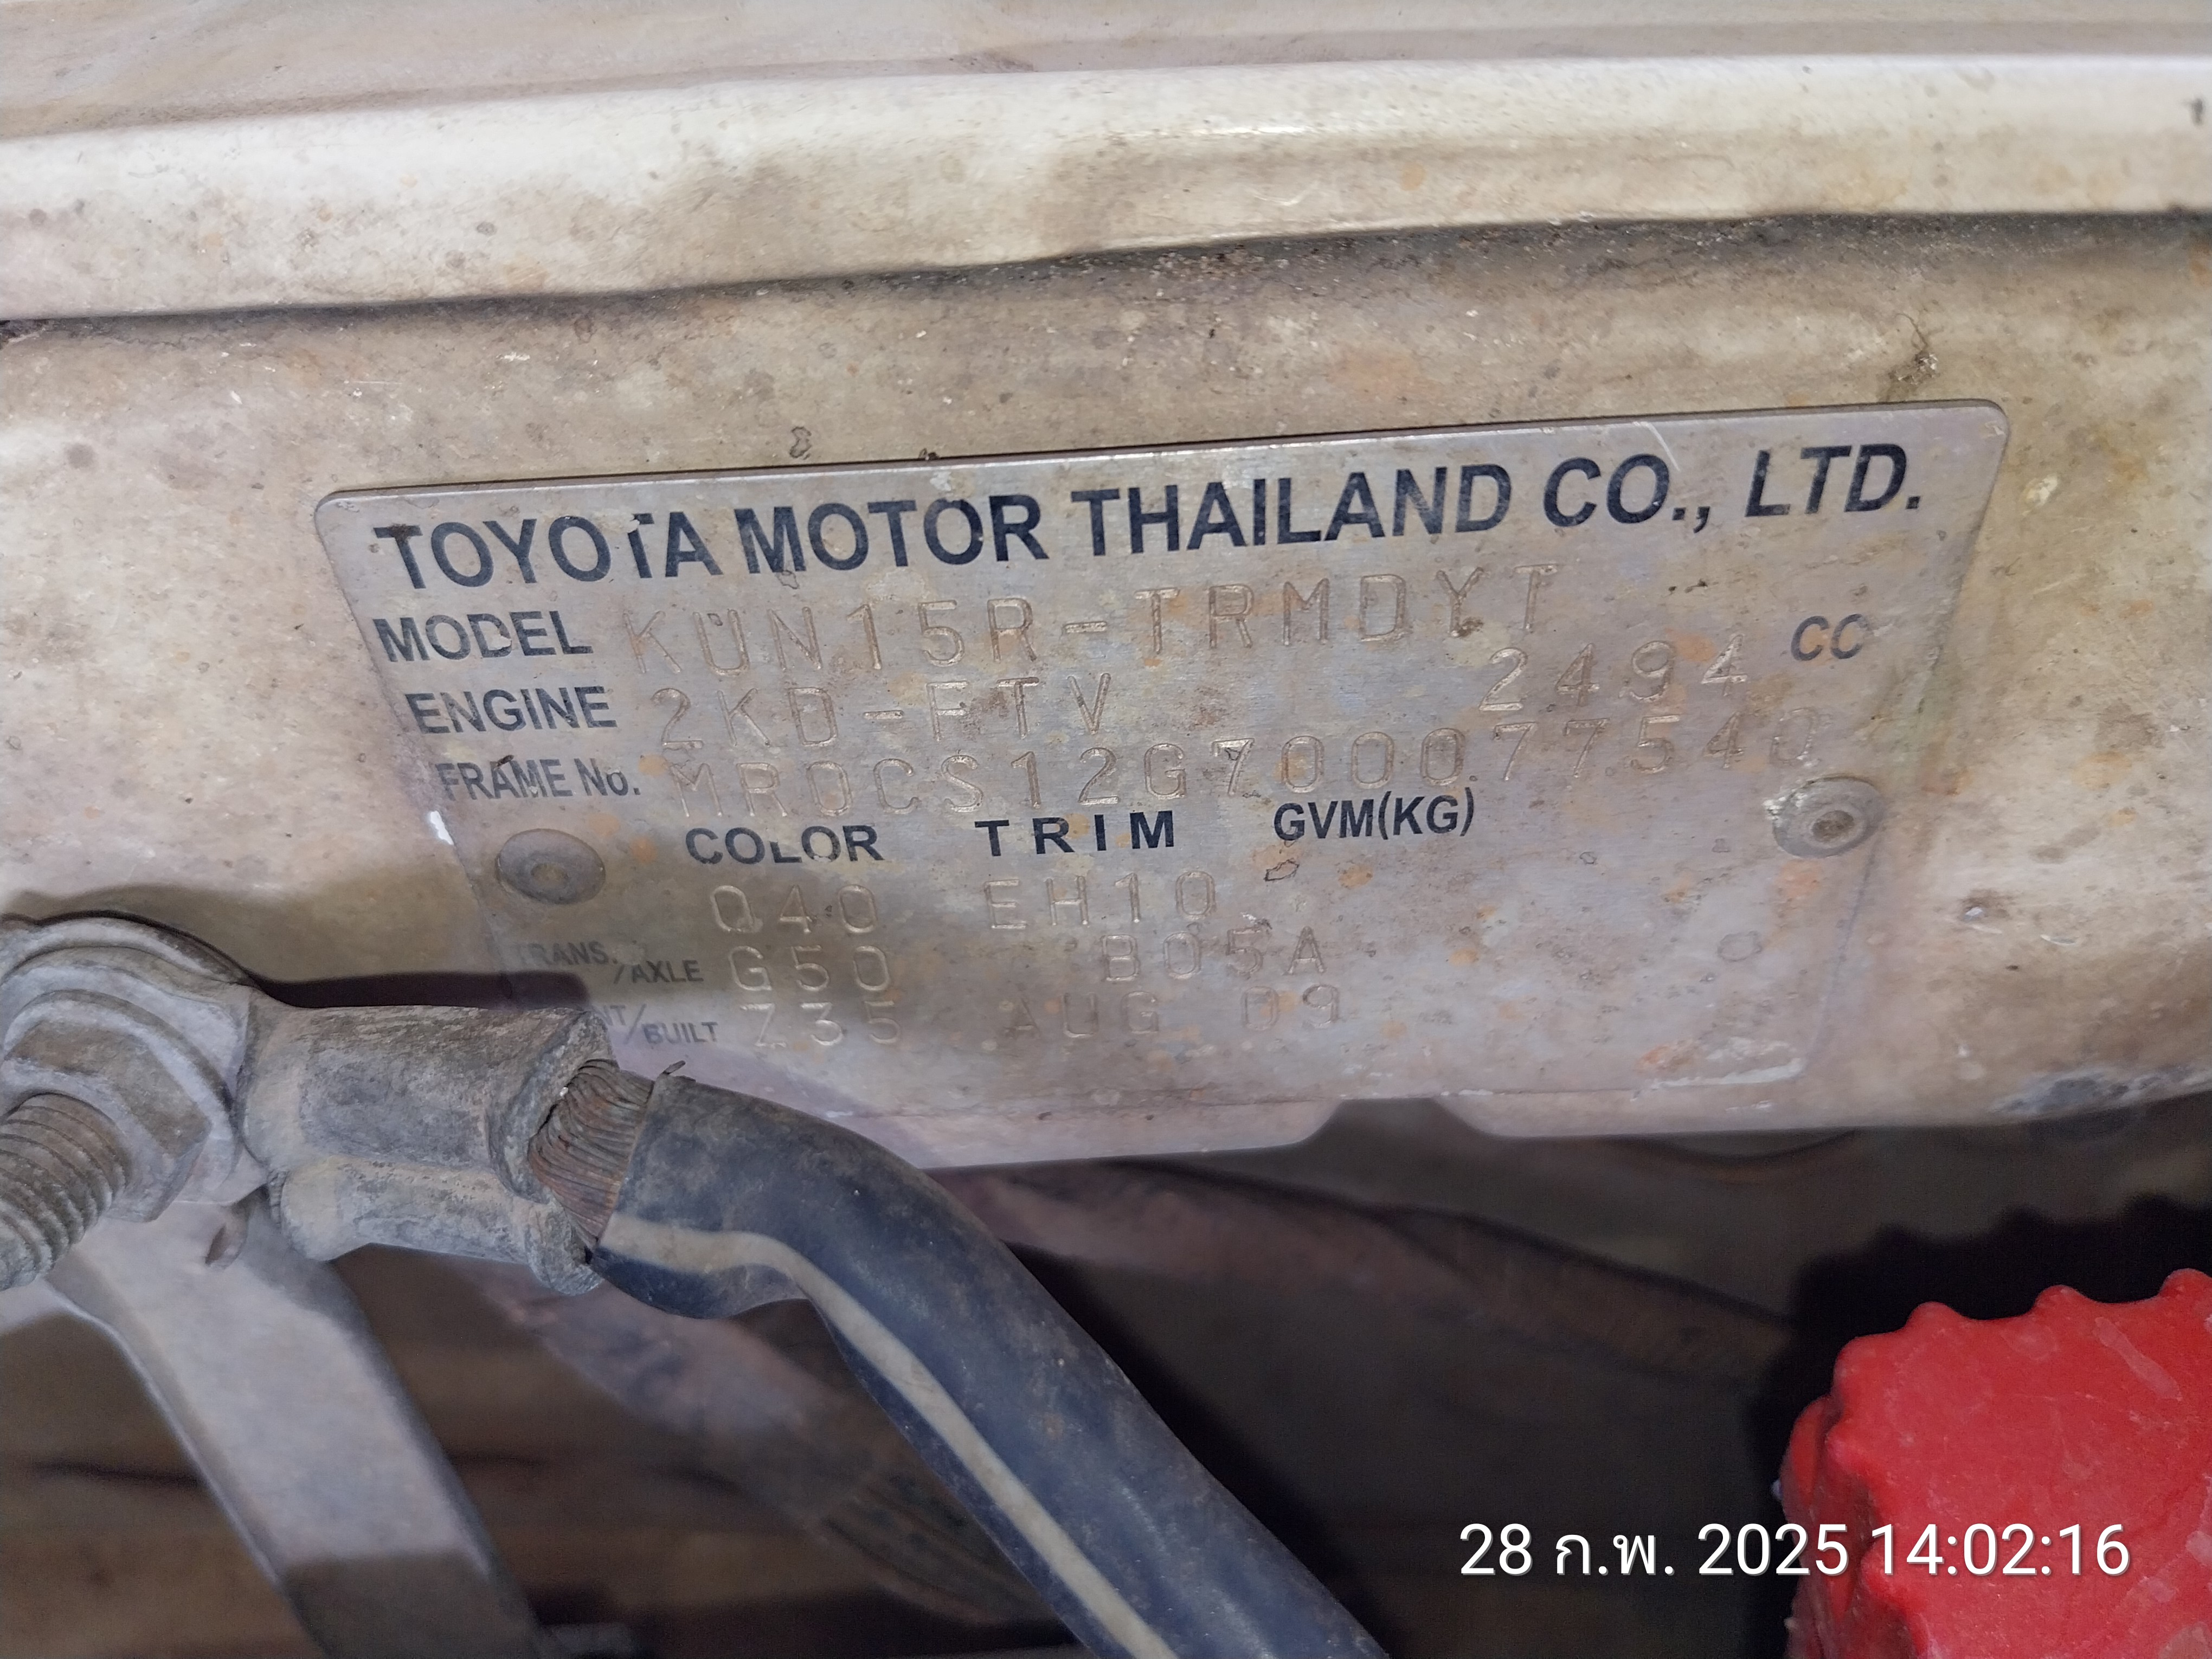 TOYOTA MOTOR THAILAND CO., LTD.
MODEL KUN15R-TRMDYT
ENGINE 2KD-FTV 2494 CC
FRAME No. MR0CS12G700077540
COLOR TRIM GVM(KG)
040 EH10
TRANS./AXLE G50 B05A
/BUILT Z35 AUG 09
28 ก.พ. 2025 14:02:16